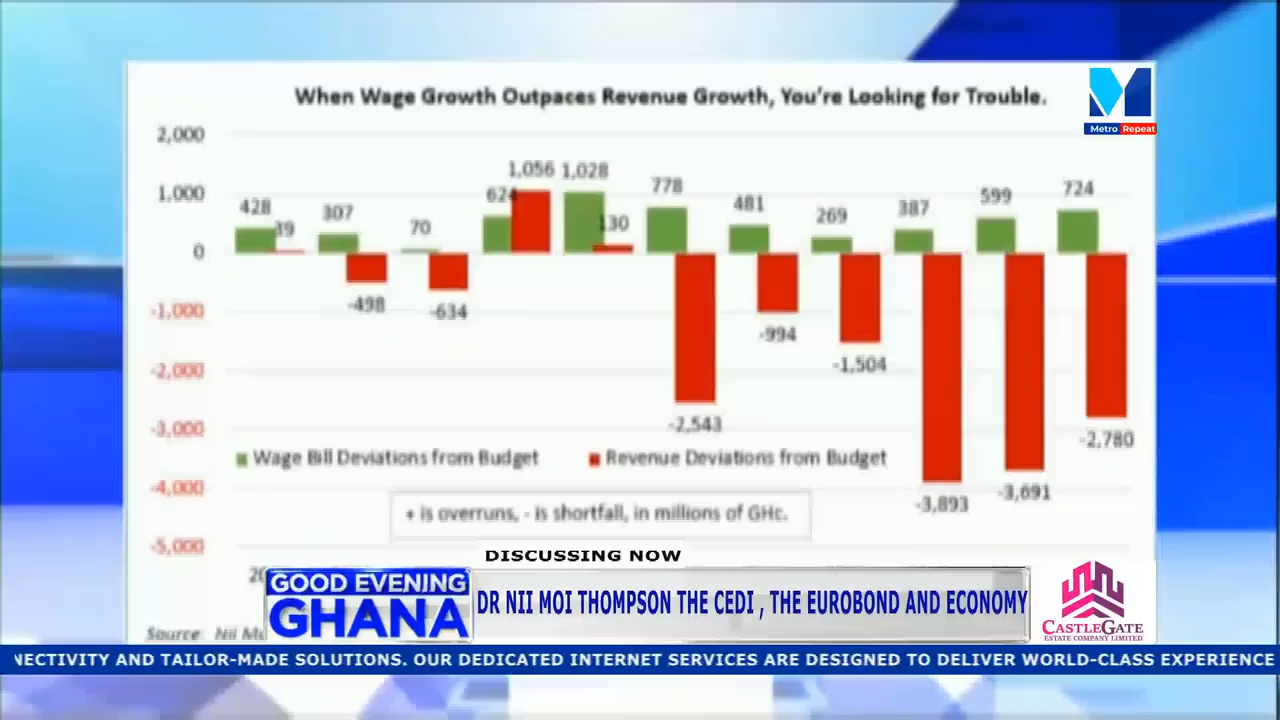 When Wage Growth Outpaces Revenue Growth, You're Looking for Trouble.
Metro Repeat
2,000
1,000
0
-1,000
-2,000
-3,000
-4,000
-5,000
428
39
307
-498
70
-634
624
1,056
1,028
130
778
-2,543
481
-994
269
-1,504
387
-3,893
599
-3,691
724
-2,780
Wage Bill Deviations from Budget
Revenue Deviations from Budget
+ is overruns, - is shortfall, in millions of GHc.
Source: Nii
DISCUSSING NOW
GOOD EVENING
GHANA
DR NII MOI THOMPSON THE CEDI , THE EUROBOND AND ECONOMY
CASTLEGATE
ESTATE COMPANY LIMITED
NECTIVITY AND TAILOR-MADE SOLUTIONS. OUR DEDICATED INTERNET SERVICES ARE DESIGNED TO DELIVER WORLD-CLASS EXPERIENCE